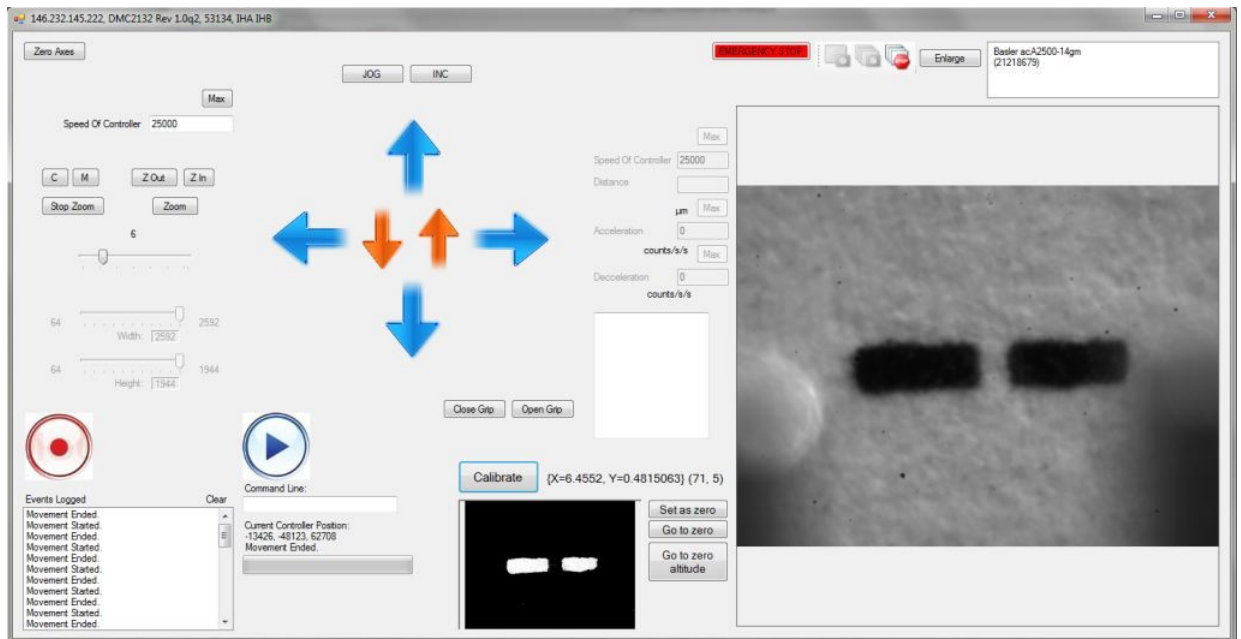 146.232.145.222, DMC2132 Rev 1.0q2, 53134, IHA IHB
Zero Axes
EMERGENCY STOP
Enlarge
Basler acA2500-14gm
(21218679)
JOG INC
Max
Speed Of Controller 25000
C M Z Out Z In
Stop Zoom Zoom
6
64 2592
Width: 2592
64 1944
Height: 1944
Max
Speed Of Controller 25000
Distance
µm Max
Acceleration 0
counts/s/s Max
Decceleration 0
counts/s/s
Close Grip Open Grip
Calibrate {X=6.4552, Y=0.4815063} (71, 5)
Set as zero
Go to zero
Go to zero
altitude
Command Line:
Current Controller Position:
-13426, -48123, 62708
Movement Ended.
Events Logged Clear
Movement Ended.
Movement Started.
Movement Ended.
Movement Started.
Movement Ended.
Movement Started.
Movement Ended.
Movement Started.
Movement Ended.
Movement Started.
Movement Ended.